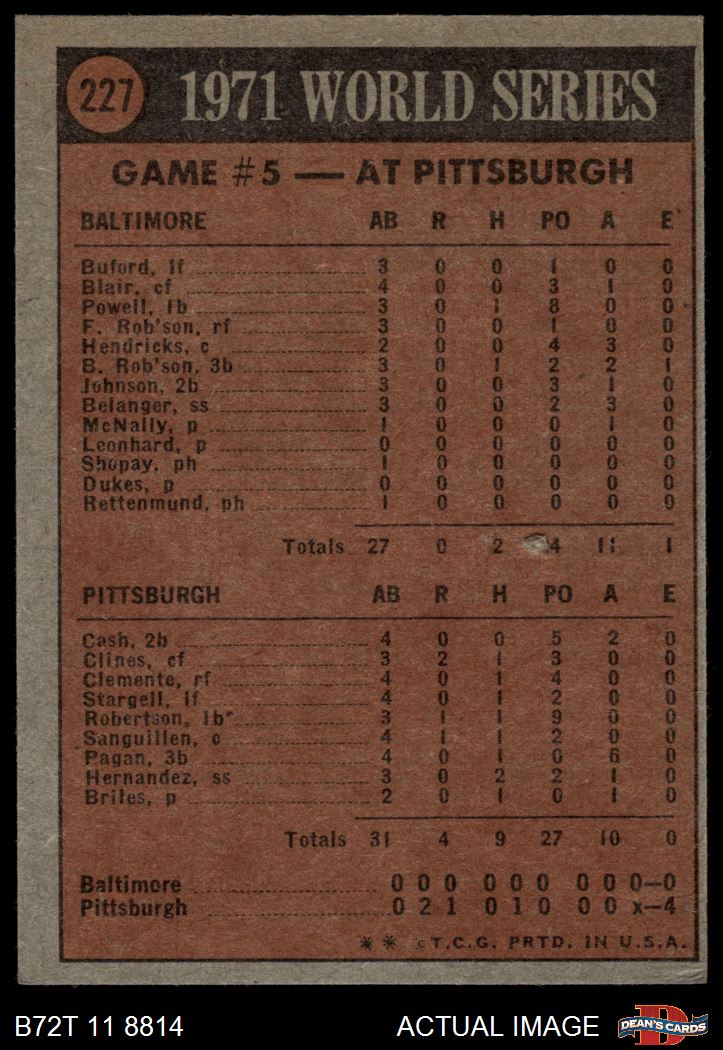 227 1971 WORLD SERIES
GAME #5 — AT PITTSBURGH
BALTIMORE AB R H PO A E
Buford, lf 3 0 0 1 0 0
Blair, cf 4 0 0 3 1 0
Powell, 1b 3 0 1 8 0 0
F. Rob'son, rf 3 0 0 1 0 0
Hendricks, c 2 0 0 4 3 0
B. Rob'son, 3b 3 0 1 2 2 1
Johnson, 2b 3 0 0 3 1 0
Belanger, ss 3 0 0 2 3 0
McNally, p 1 0 0 0 1 0
Leonhard, p 0 0 0 0 0 0
Shopay, ph 1 0 0 0 0 0
Dukes, p 0 0 0 0 0 0
Rettenmund, ph 1 0 0 0 0 0
Totals 27 0 2 4 11 1
PITTSBURGH AB R H PO A E
Cash, 2b 4 0 0 5 2 0
Clines, cf 3 2 1 3 0 0
Clemente, rf 4 0 1 4 0 0
Stargell, lf 4 0 1 2 0 0
Robertson, 1b 3 1 1 9 0 0
Sanguillen, c 4 1 1 2 0 0
Pagan, 3b 4 0 1 0 6 0
Hernandez, ss 3 0 2 2 1 0
Briles, p 2 0 1 0 1 0
Totals 31 4 9 27 10 0
Baltimore 0 0 0 0 0 0 0 0 0—0
Pittsburgh 0 2 1 0 1 0 0 0 x—4
** ©T.C.G. PRTD. IN U.S.A.
B72T 11 8814 ACTUAL IMAGE DEAN'S CARDS